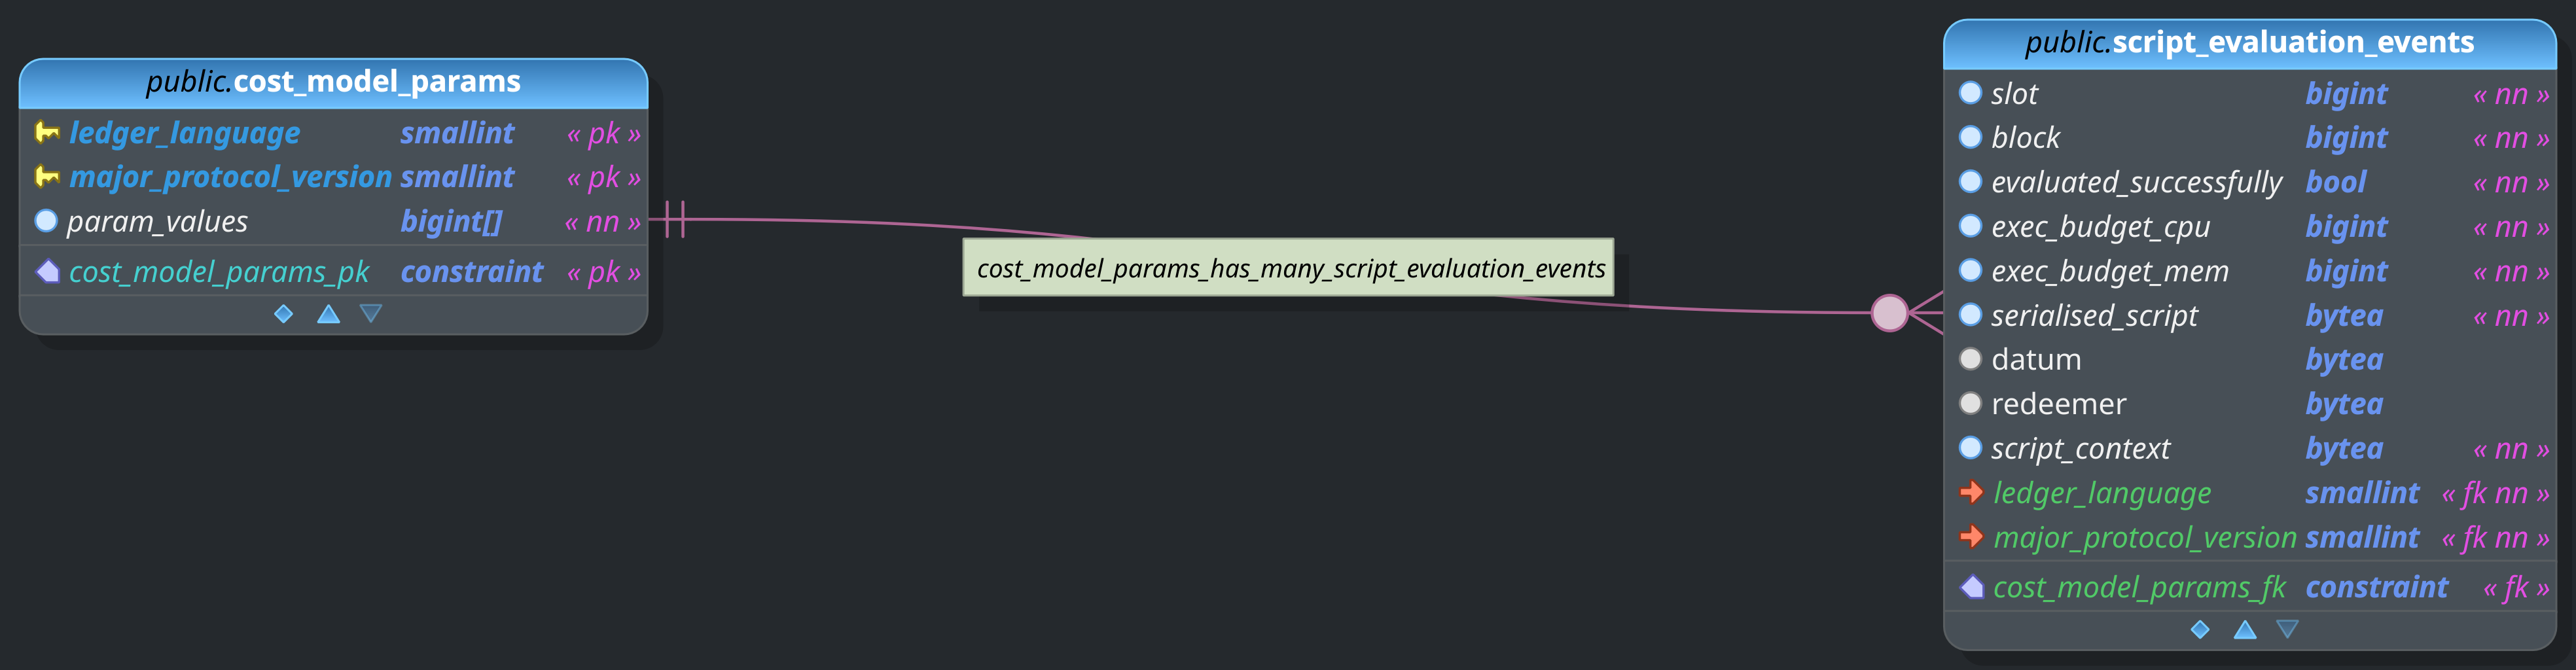 public.cost_model_params
ledger_language smallint « pk »
major_protocol_version smallint « pk »
param_values bigint[] « nn »
cost_model_params_pk constraint « pk »
cost_model_params_has_many_script_evaluation_events
public.script_evaluation_events
slot bigint « nn »
block bigint « nn »
evaluated_successfully bool « nn »
exec_budget_cpu bigint « nn »
exec_budget_mem bigint « nn »
serialised_script bytea « nn »
datum bytea
redeemer bytea
script_context bytea « nn »
ledger_language smallint « fk nn »
major_protocol_version smallint « fk nn »
cost_model_params_fk constraint « fk »